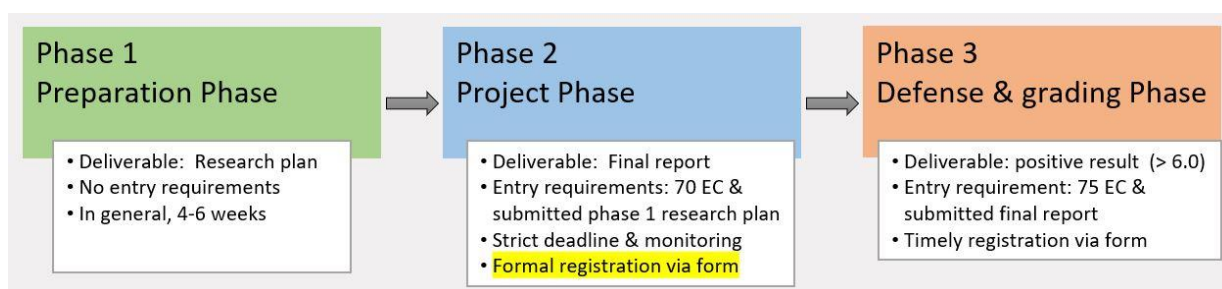 Phase 1
Preparation Phase
• Deliverable: Research plan
• No entry requirements
• In general, 4-6 weeks
Phase 2
Project Phase
• Deliverable: Final report
• Entry requirements: 70 EC &
submitted phase 1 research plan
• Strict deadline & monitoring
• Formal registration via form
Phase 3
Defense & grading Phase
• Deliverable: positive result (> 6.0)
• Entry requirement: 75 EC &
submitted final report
• Timely registration via form